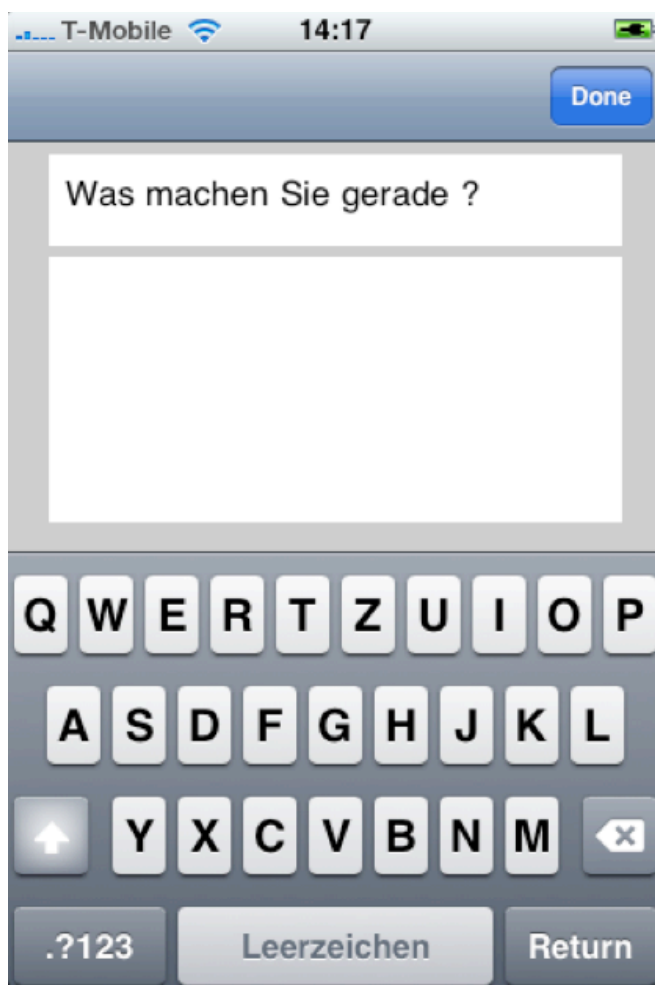 T-Mobile 14:17
Done
Was machen Sie gerade ?
Q W E R T Z U I O P
A S D F G H J K L
Y X C V B N M
.?123 Leerzeichen Return